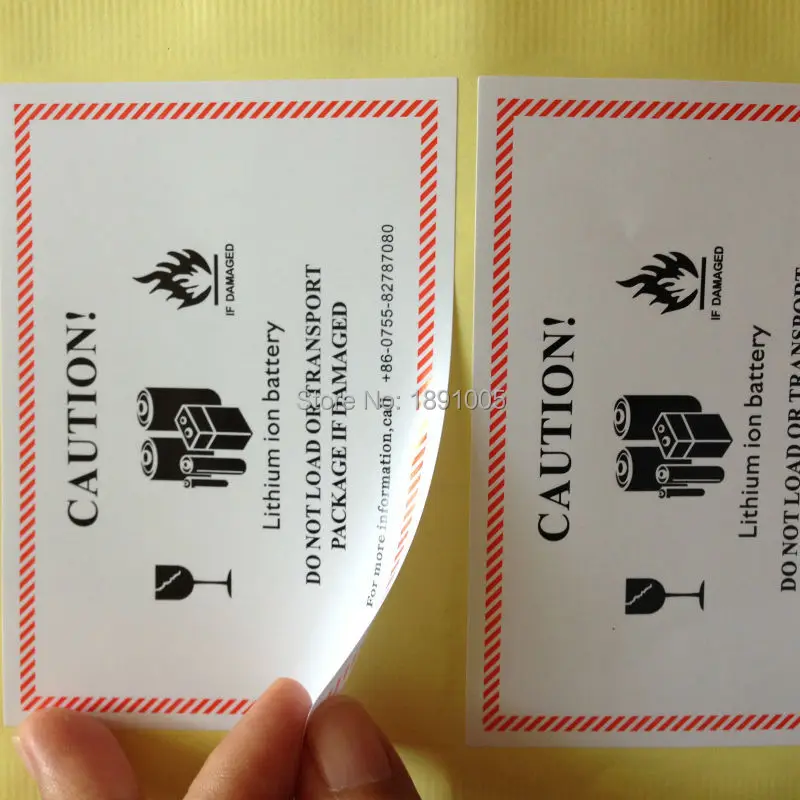 CAUTION!
IF DAMAGED
Lithium ion battery
DO NOT LOAD OR TRANSPORT
PACKAGE IF DAMAGED
For more information,call +86-0755-82787080
CAUTION!
IF DAMAGED
Lithium ion battery
DO NOT LOAD OR TRANSPORT
Store No: 1891005